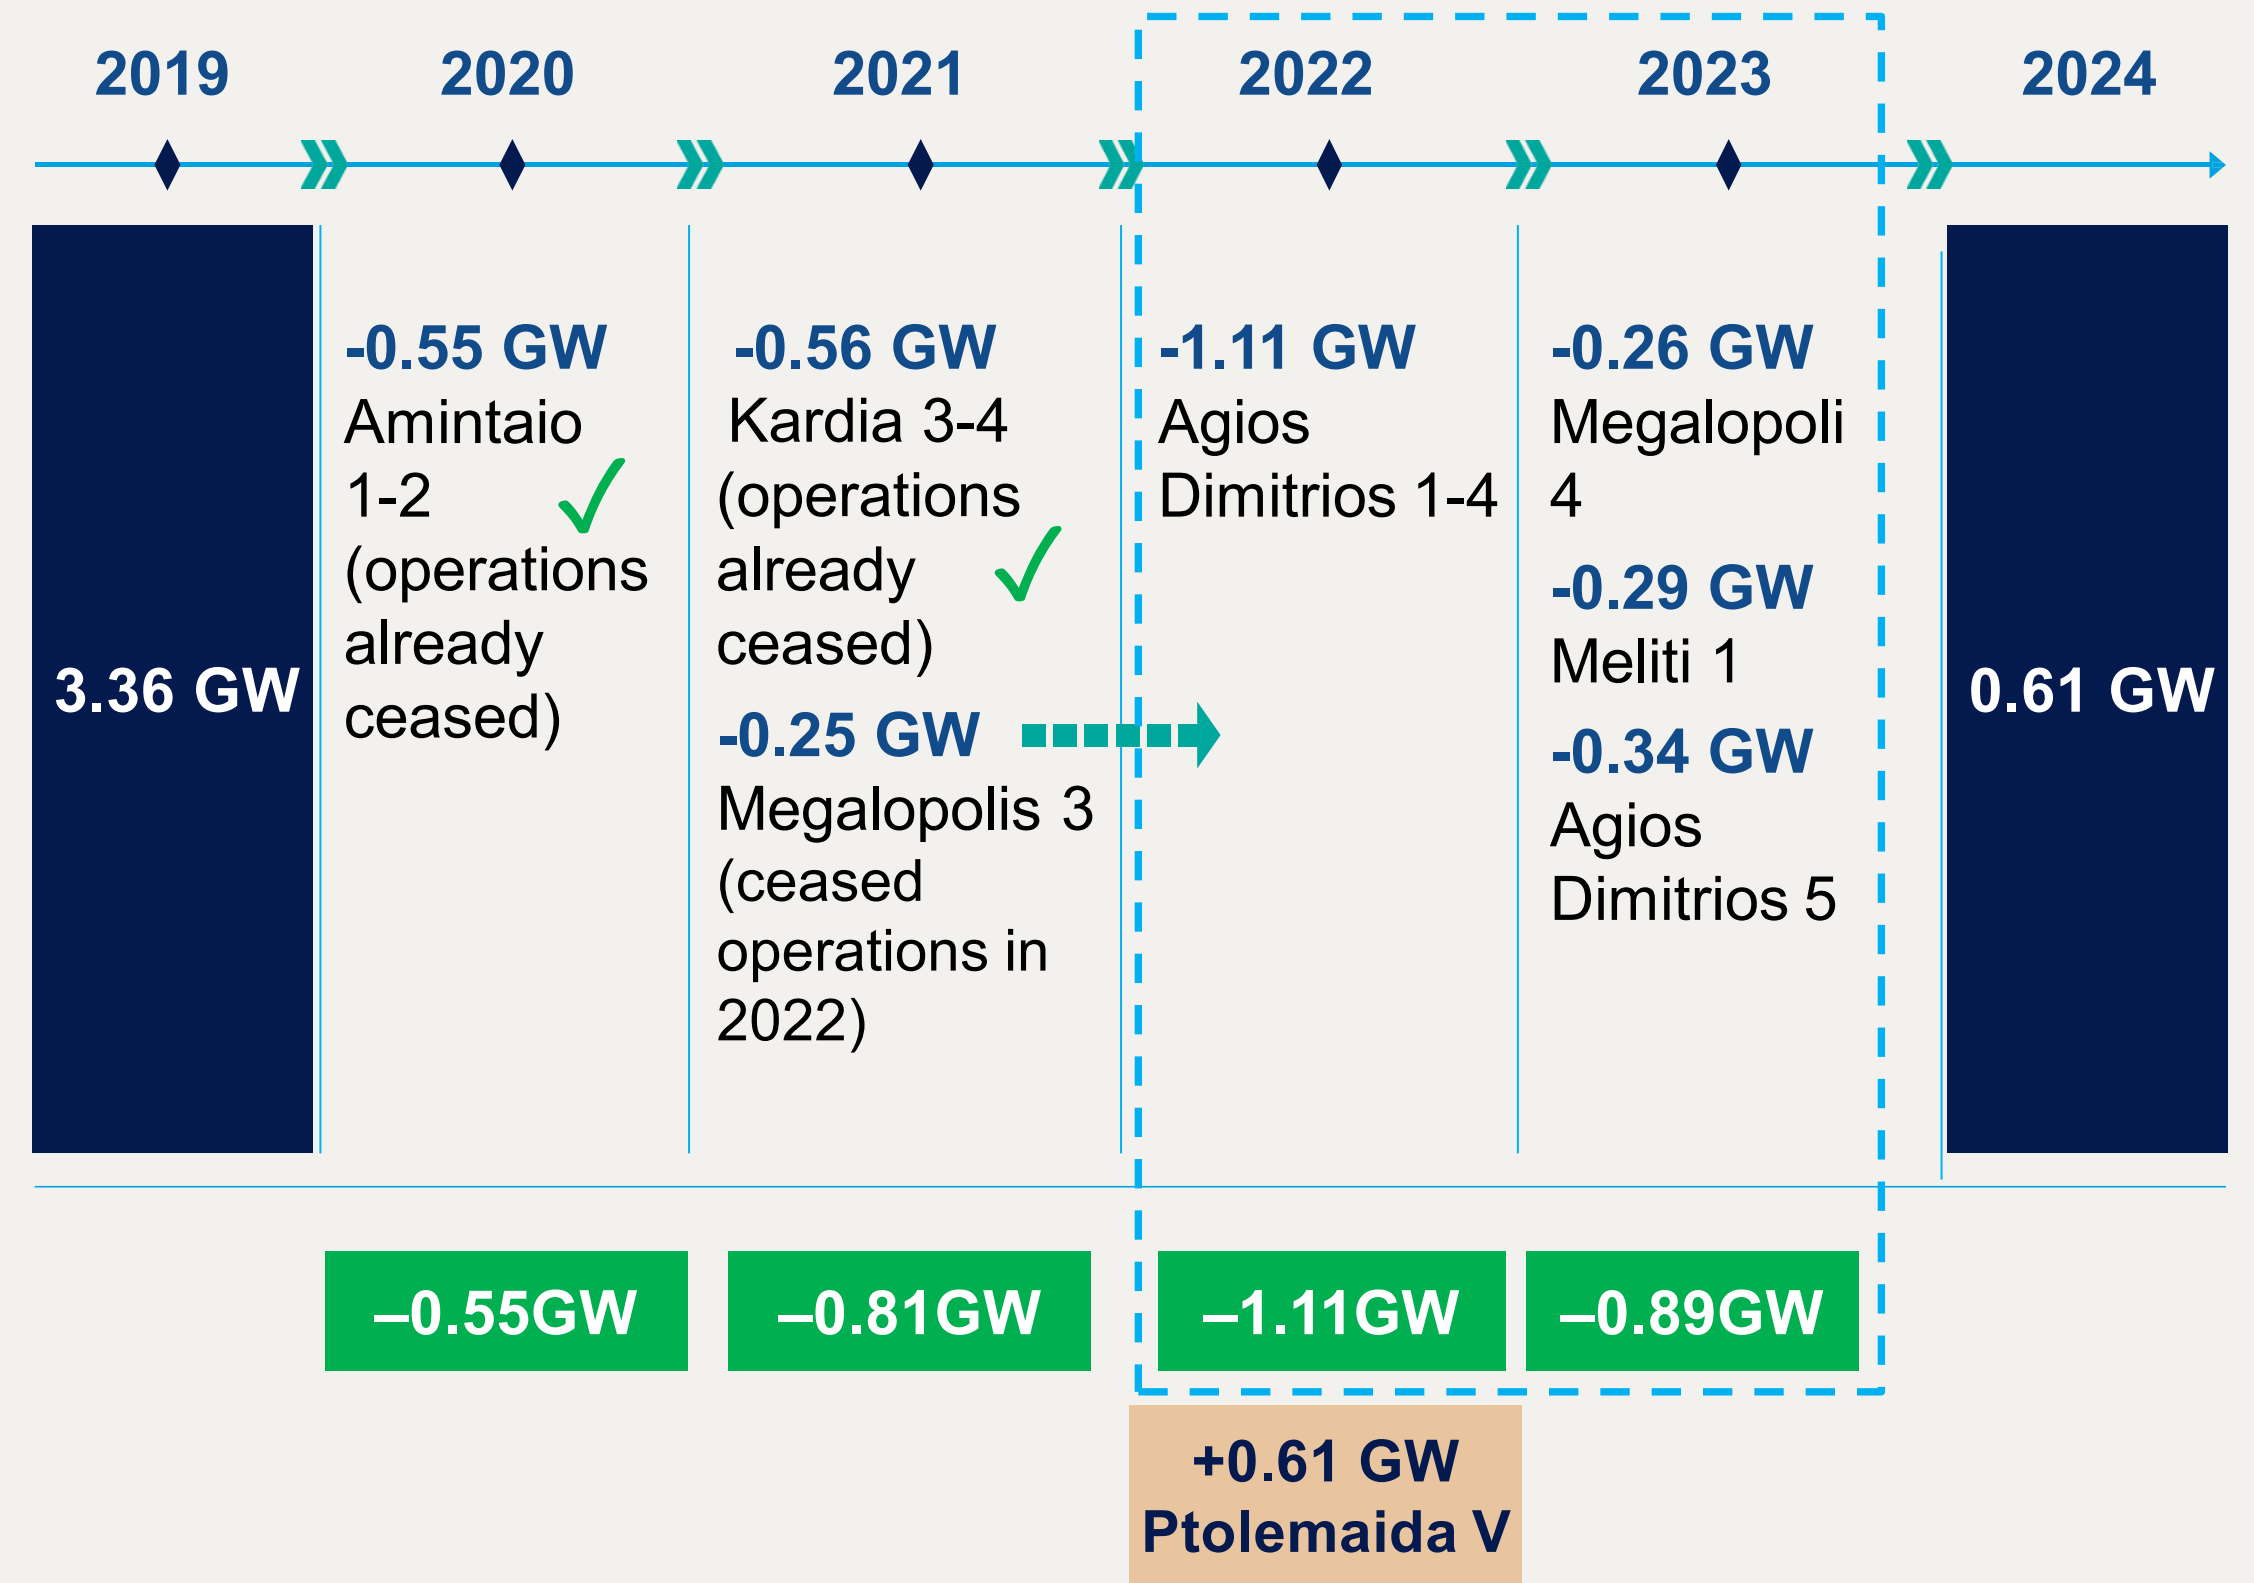 2019
2020
2021
2022
2023
2024
3.36 GW
-0.55 GW
Amintaio
1-2
(operations
already
ceased)
-0.56 GW
Kardia 3-4
(operations
already
ceased)
-0.25 GW
Megalopolis 3
(ceased
operations in
2022)
-1.11 GW
Agios
Dimitrios 1-4
-0.26 GW
Megalopoli
4
-0.29 GW
Meliti 1
-0.34 GW
Agios
Dimitrios 5
0.61 GW
–0.55GW
–0.81GW
–1.11GW
–0.89GW
+0.61 GW
Ptolemaida V